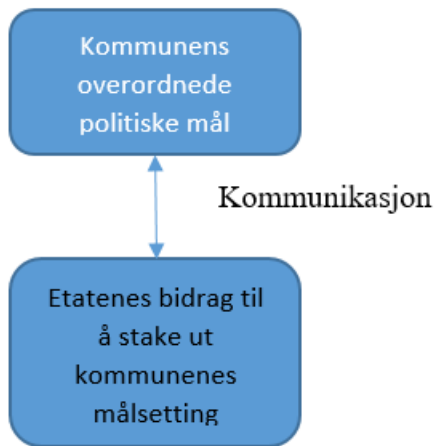 Kommunens
overordnede
politiske mål
Kommunikasjon
Etatenes bidrag til
å stake ut
kommunenes
målsetting